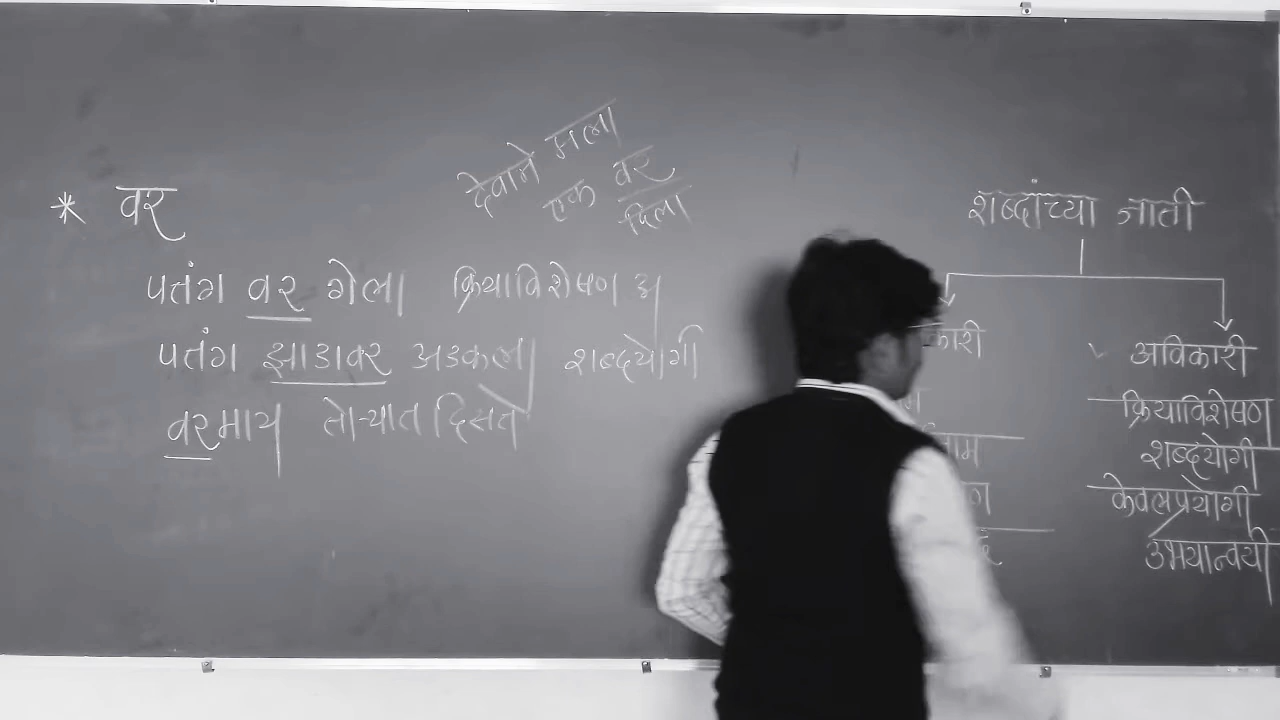 देवाने मला
एक वर
दिला
* वर
पतंग वर गेला क्रियाविशेषण अ
पतंग झाडावर अडकला शब्दयोगी
वरमाय तोऱ्यात दिसते
शब्दांच्या जाती
कारी
अविकारी
क्रियाविशेषण
शब्दयोगी
केवलप्रयोगी
उभयान्वयी